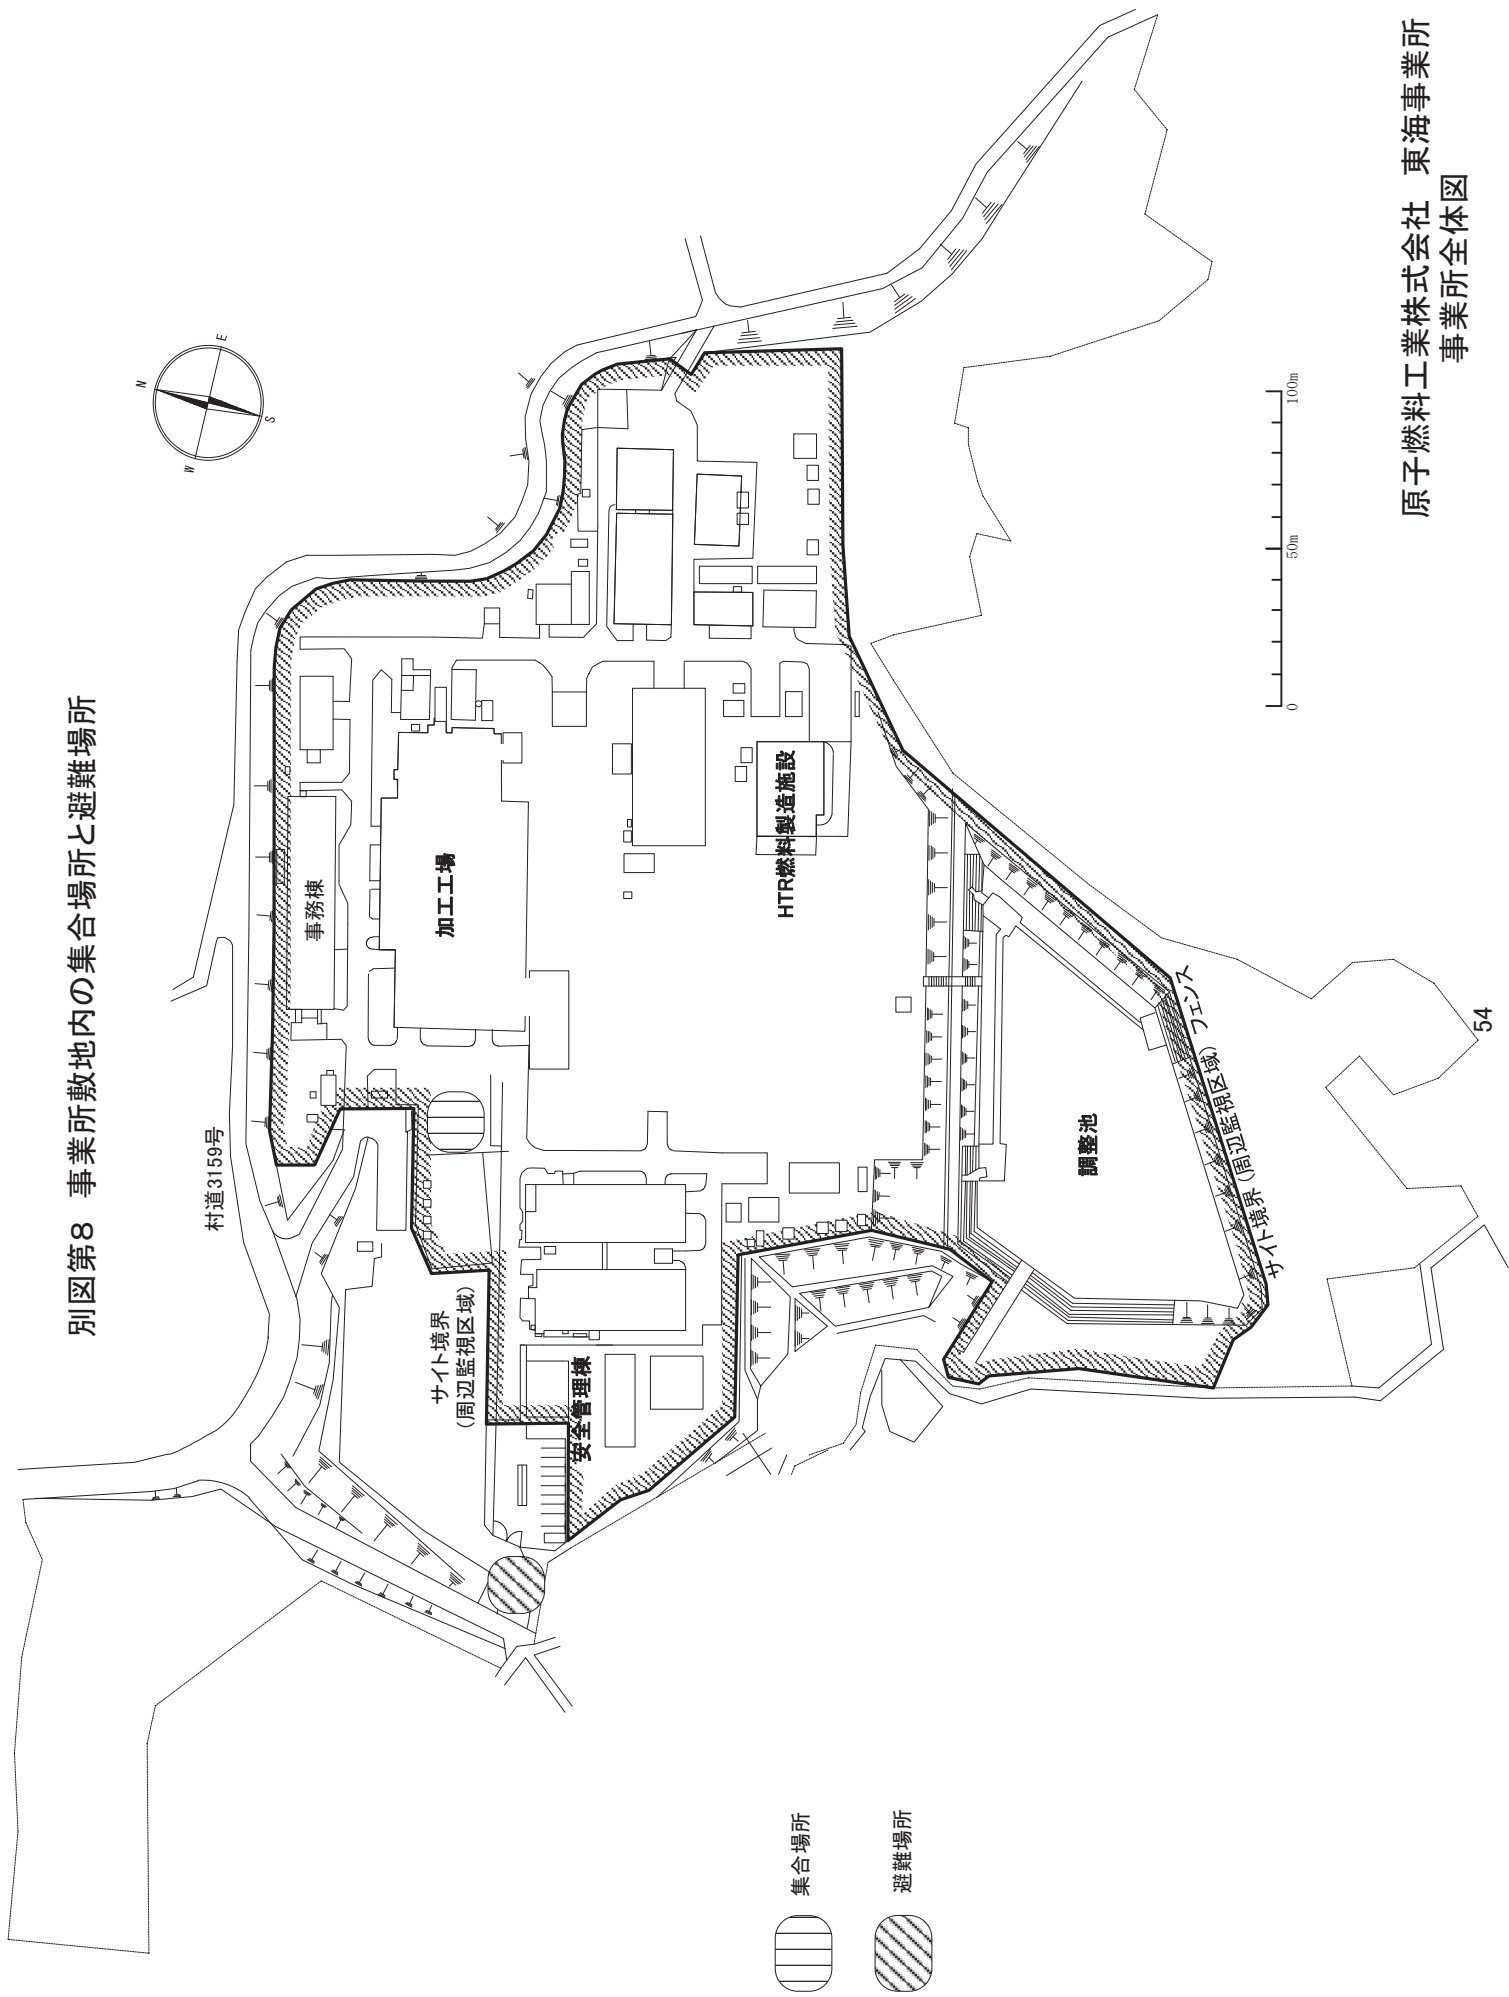 別図第8　事業所敷地内の集合場所と避難場所
N
E
S
W
村道3159号
事務棟
加工工場
HTR燃料製造施設
サイト境界
（周辺監視区域）
安全管理棟
調整池
サイト境界（周辺監視区域）フェンス
集合場所
避難場所
0
50m
100m
原子燃料工業株式会社　東海事業所
事業所全体図
54